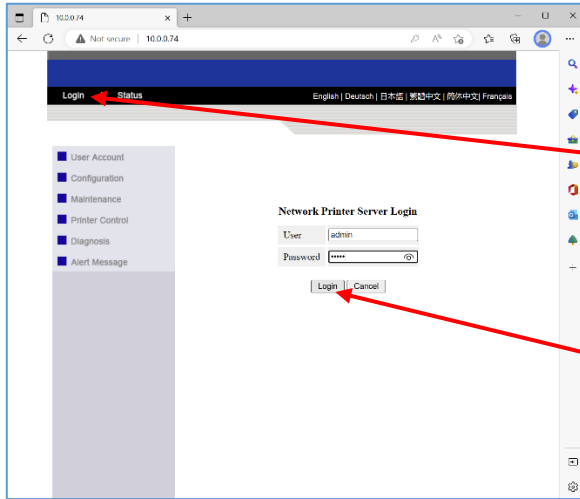 10.0.0.74
Not secure | 10.0.0.74
Login Status
English | Deutsch | 日本語 | 繁體中文 | 简体中文 | Français
User Account
Configuration
Maintenance
Printer Control
Diagnosis
Alert Message
Network Printer Server Login
User admin
Password •••••
Login Cancel